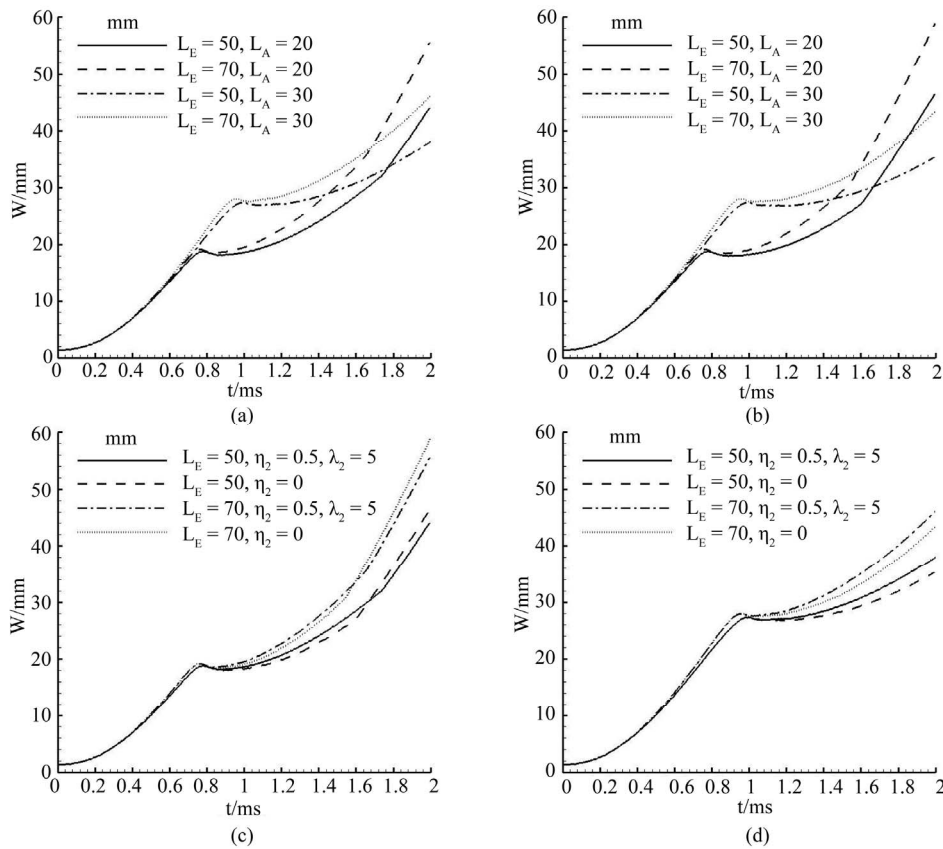 mm
L_E = 50, L_A = 20
L_E = 70, L_A = 20
L_E = 50, L_A = 30
L_E = 70, L_A = 30
W/mm
60
50
40
30
20
10
0
0 0.2 0.4 0.6 0.8 1 1.2 1.4 1.6 1.8 2
t/ms
(a)
mm
L_E = 50, L_A = 20
L_E = 70, L_A = 20
L_E = 50, L_A = 30
L_E = 70, L_A = 30
W/mm
60
50
40
30
20
10
0
0 0.2 0.4 0.6 0.8 1 1.2 1.4 1.6 1.8 2
t/ms
(b)
mm
L_E = 50, η_2 = 0.5, λ_2 = 5
L_E = 50, η_2 = 0
L_E = 70, η_2 = 0.5, λ_2 = 5
L_E = 70, η_2 = 0
W/mm
60
50
40
30
20
10
0
0 0.2 0.4 0.6 0.8 1 1.2 1.4 1.6 1.8 2
t/ms
(c)
mm
L_E = 50, η_2 = 0.5, λ_2 = 5
L_E = 50, η_2 = 0
L_E = 70, η_2 = 0.5, λ_2 = 5
L_E = 70, η_2 = 0
W/mm
60
50
40
30
20
10
0
0 0.2 0.4 0.6 0.8 1 1.2 1.4 1.6 1.8 2
t/ms
(d)